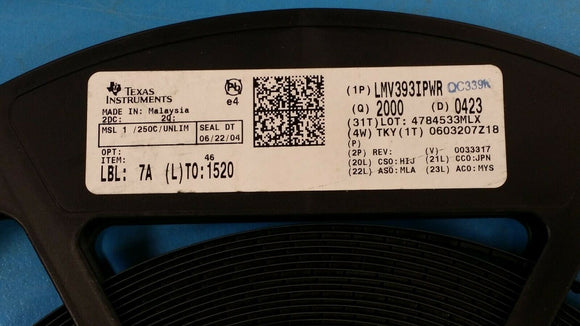 TEXAS
INSTRUMENTS
MADE IN: Malaysia
2DC: 2Q:
MSL 1 /250C/UNLIM
SEAL DT
06/22/04
OPT:
ITEM: 46
LBL: 7A (L)TO:1520
Pb
e4
(1P) LMV393IPWR DC339K
(Q) 2000 (D) 0423
(31T)LOT: 4784533MLX
(4W) TKY(1T) 0603207Z18
(P)
(2P) REV: (V) 0033317
(20L) CSO:HIJ (21L) CCO:JPN
(22L) ASO:MLA (23L) ACO:MYS